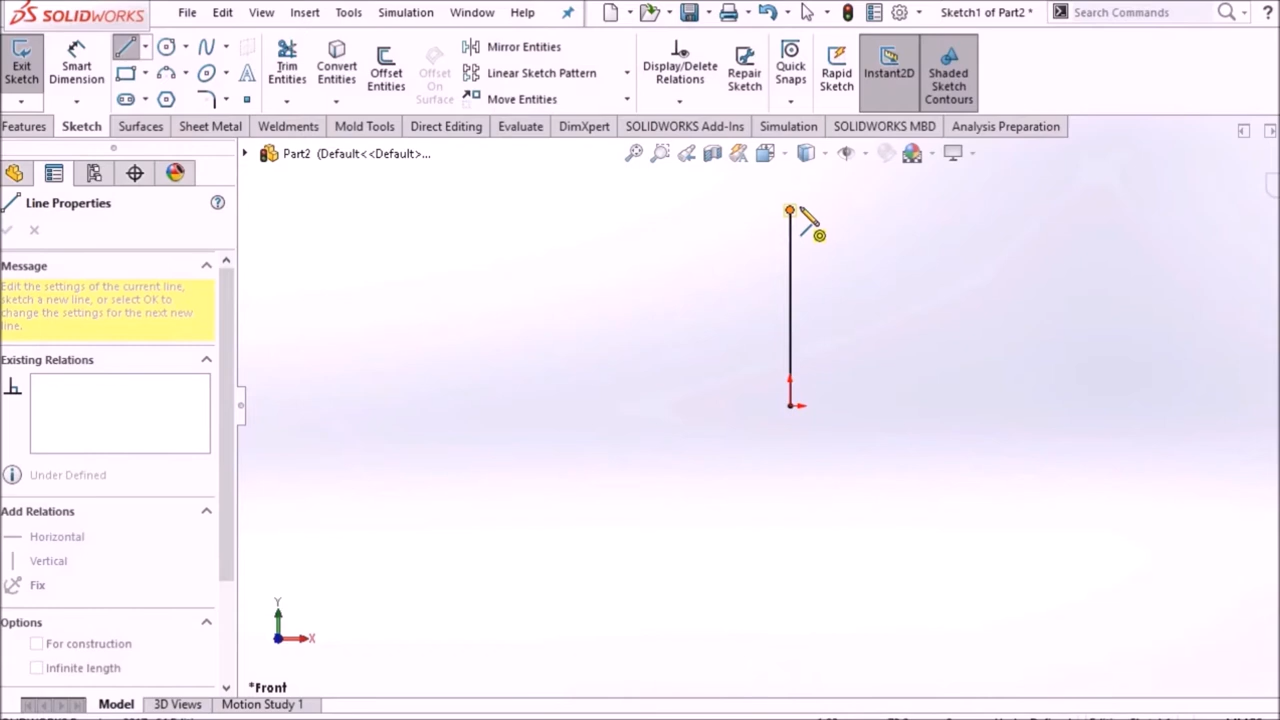 SOLIDWORKS File Edit View Insert Tools Simulation Window Help Sketch1 of Part2 * Search Commands ?
Exit Sketch
Smart Dimension
Trim Entities
Convert Entities
Offset Entities
Offset On Surface
Mirror Entities
Linear Sketch Pattern
Move Entities
Display/Delete Relations
Repair Sketch
Quick Snaps
Rapid Sketch
Instant2D
Shaded Sketch Contours
Features Sketch Surfaces Sheet Metal Weldments Mold Tools Direct Editing Evaluate DimXpert SOLIDWORKS Add-Ins Simulation SOLIDWORKS MBD Analysis Preparation
Part2 (Default<<Default>...
Line Properties
Message
Edit the settings of the current line,
sketch a new line, or select OK to
change the settings for the next new
line.
Existing Relations
Under Defined
Add Relations
Horizontal
Vertical
Fix
Options
For construction
Infinite length
Y
X
*Front
Model 3D Views Motion Study 1